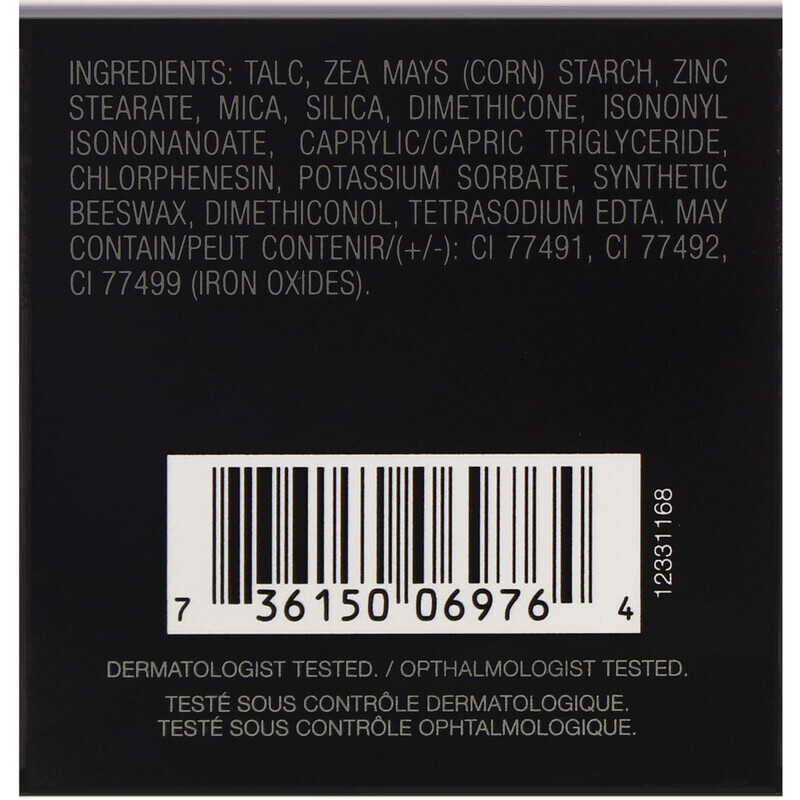 INGREDIENTS: TALC, ZEA MAYS (CORN) STARCH, ZINC
STEARATE, MICA, SILICA, DIMETHICONE, ISONONYL
ISONONANOATE, CAPRYLIC/CAPRIC TRIGLYCERIDE,
CHLORPHENESIN, POTASSIUM SORBATE, SYNTHETIC
BEESWAX, DIMETHICONOL, TETRASODIUM EDTA. MAY
CONTAIN/PEUT CONTENIR/(+/-): CI 77491, CI 77492,
CI 77499 (IRON OXIDES).
7 36150 06976 4
12331168
DERMATOLOGIST TESTED. / OPTHALMOLOGIST TESTED.
TESTÉ SOUS CONTRÔLE DERMATOLOGIQUE.
TESTÉ SOUS CONTRÔLE OPHTALMOLOGIQUE.